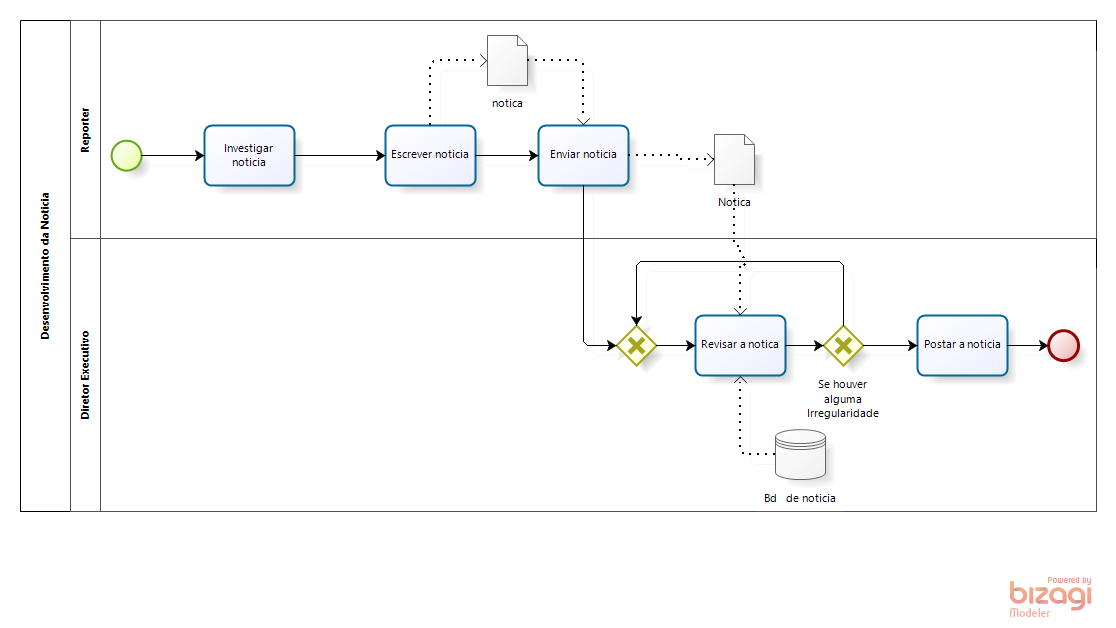 Desenvolvimento da Noticia
Reporter
notica
Investigar
noticia
Escrever noticia
Enviar noticia
Notica
Diretor Executivo
Revisar a notica
Postar a noticia
Se houver
alguma
Irregularidade
Bd de noticia
Powered by
bizagi
Modeler